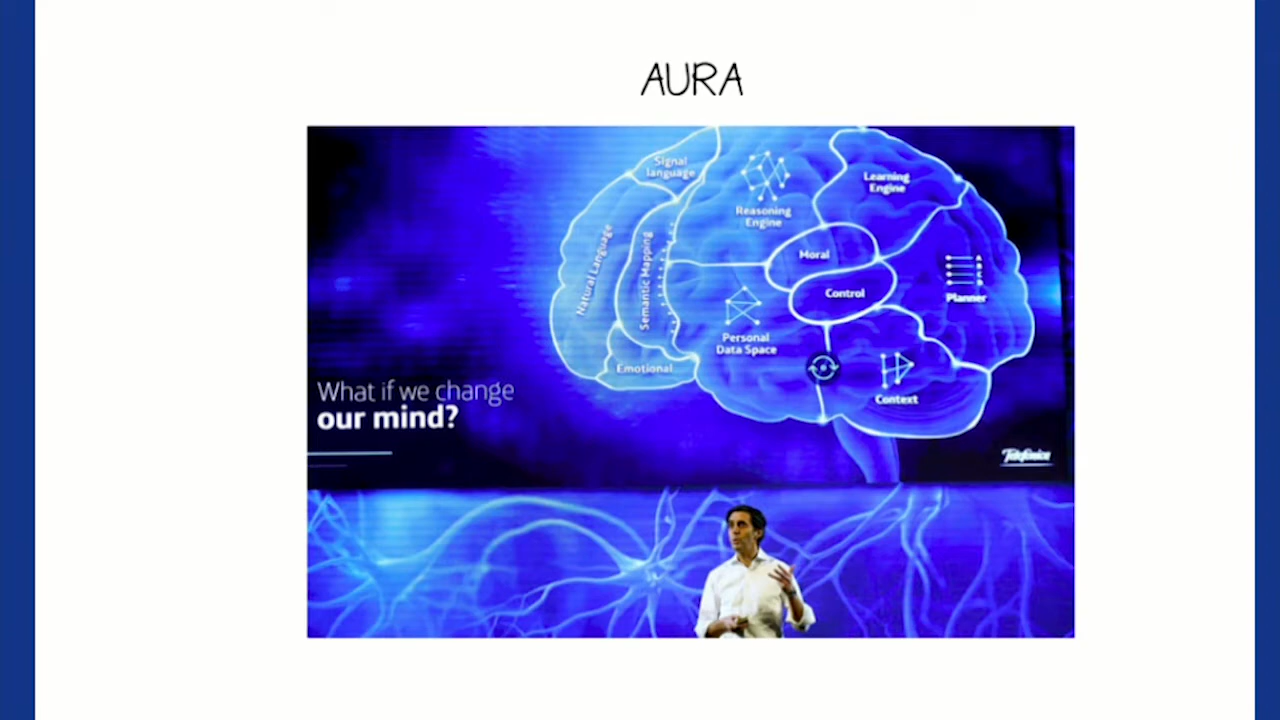 AURA
Signal
language
Learning
Engine
Reasoning
Engine
Natural Language
Semantic Mapping
Moral
Control
A
B
C
D
Planner
Personal
Data Space
Emotional
Context
What if we change
our mind?
Telefónica